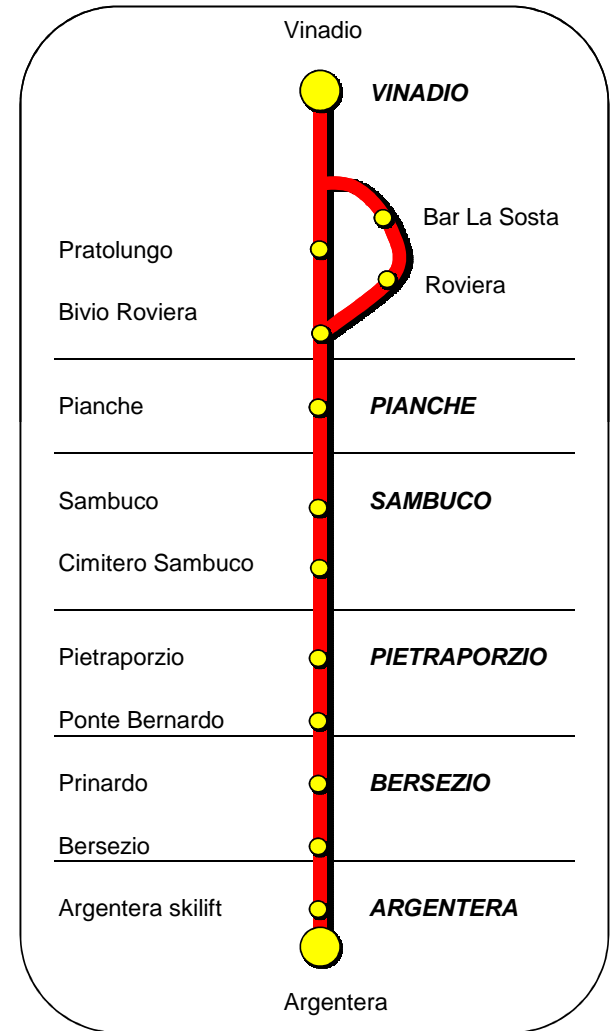 Vinadio
VINADIO
Bar La Sosta
Pratolungo
Roviera
Bivio Roviera
Pianche
PIANCHE
Sambuco
SAMBUCO
Cimitero Sambuco
Pietraporzio
PIETRAPORZIO
Ponte Bernardo
Prinardo
BERSEZIO
Bersezio
Argentera skilift
ARGENTERA
Argentera